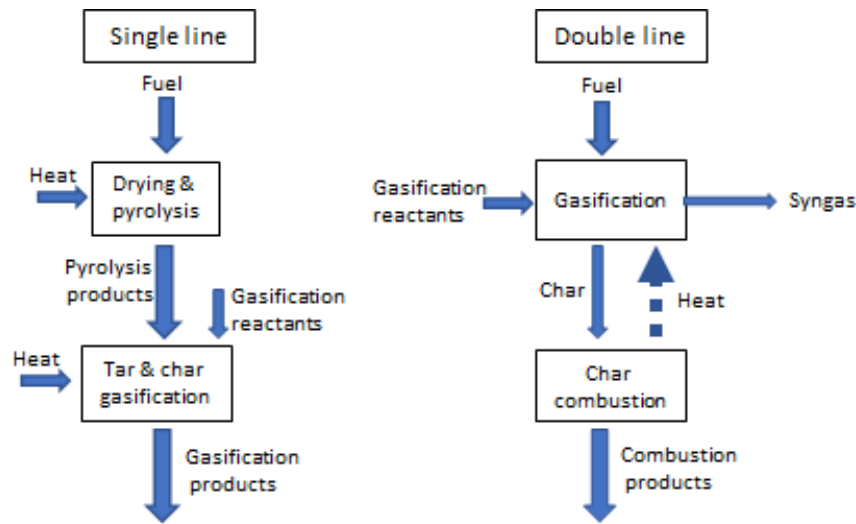 Single line
Fuel
Heat
Drying &
pyrolysis
Pyrolysis
products
Gasification
reactants
Heat
Tar & char
gasification
Gasification
products
Double line
Fuel
Gasification
reactants
Gasification
Syngas
Char
Heat
Char
combustion
Combustion
products